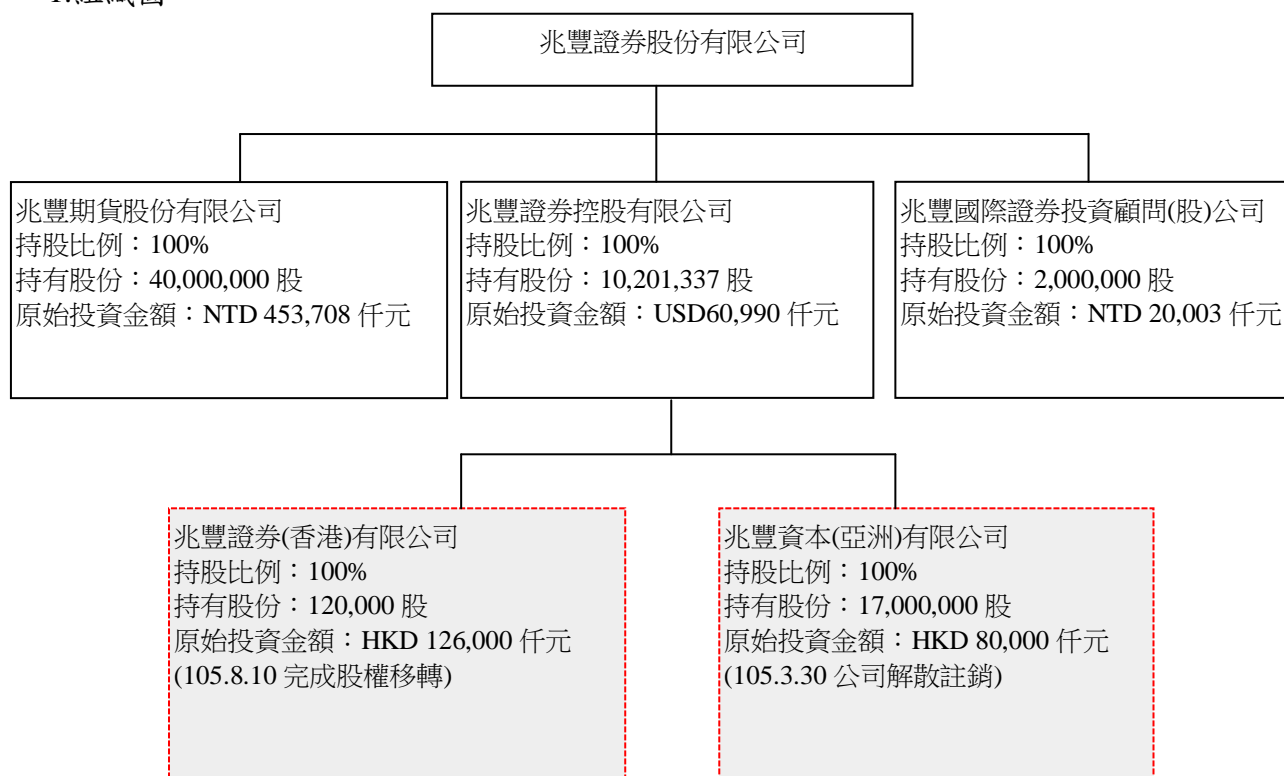 兆豐證券股份有限公司
兆豐期貨股份有限公司
持股比例：100%
持有股份：40,000,000 股
原始投資金額：NTD 453,708 仟元
兆豐證券控股有限公司
持股比例：100%
持有股份：10,201,337 股
原始投資金額：USD60,990 仟元
兆豐國際證券投資顧問(股)公司
持股比例：100%
持有股份：2,000,000 股
原始投資金額：NTD 20,003 仟元
兆豐證券(香港)有限公司
持股比例：100%
持有股份：120,000 股
原始投資金額：HKD 126,000 仟元
(105.8.10 完成股權移轉)
兆豐資本(亞洲)有限公司
持股比例：100%
持有股份：17,000,000 股
原始投資金額：HKD 80,000 仟元
(105.3.30 公司解散註銷)